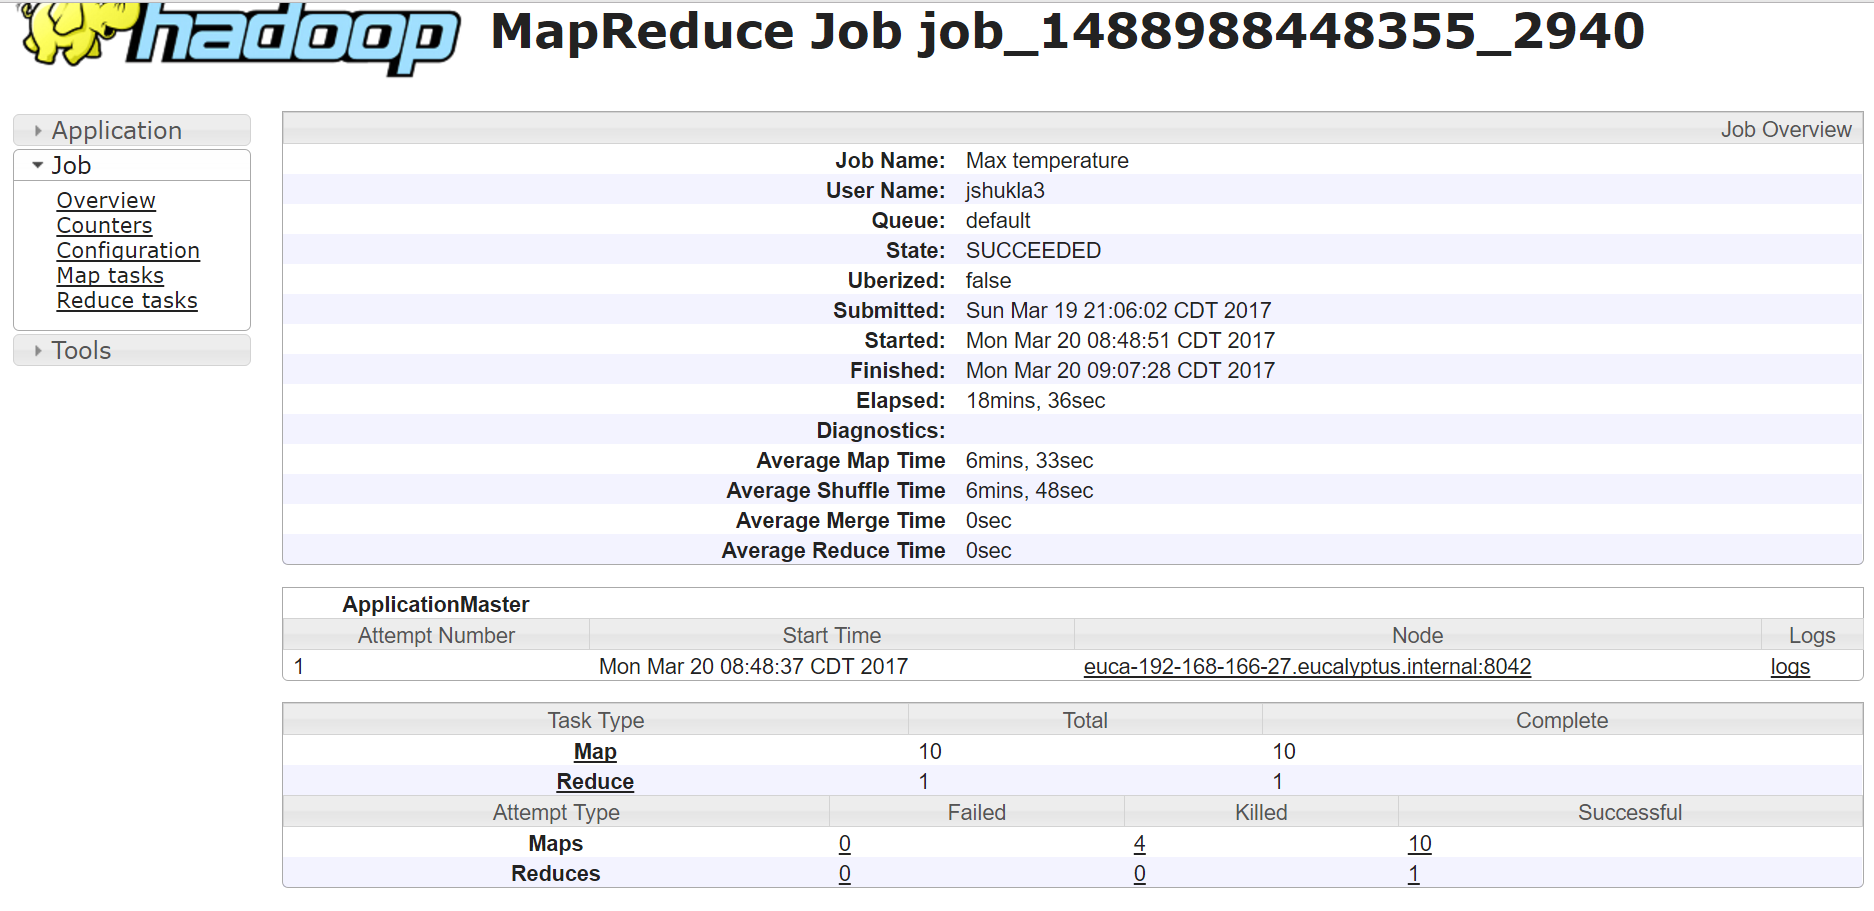 hadoop MapReduce Job job_1488988448355_2940
Application
Job
Overview
Counters
Configuration
Map tasks
Reduce tasks
Tools
Job Overview
Job Name: Max temperature
User Name: jshukla3
Queue: default
State: SUCCEEDED
Uberized: false
Submitted: Sun Mar 19 21:06:02 CDT 2017
Started: Mon Mar 20 08:48:51 CDT 2017
Finished: Mon Mar 20 09:07:28 CDT 2017
Elapsed: 18mins, 36sec
Diagnostics:
Average Map Time 6mins, 33sec
Average Shuffle Time 6mins, 48sec
Average Merge Time 0sec
Average Reduce Time 0sec
ApplicationMaster
Attempt Number Start Time Node Logs
1 Mon Mar 20 08:48:37 CDT 2017 euca-192-168-166-27.eucalyptus.internal:8042 logs
Task Type Total Complete
Map 10 10
Reduce 1 1
Attempt Type Failed Killed Successful
Maps 0 4 10
Reduces 0 0 1